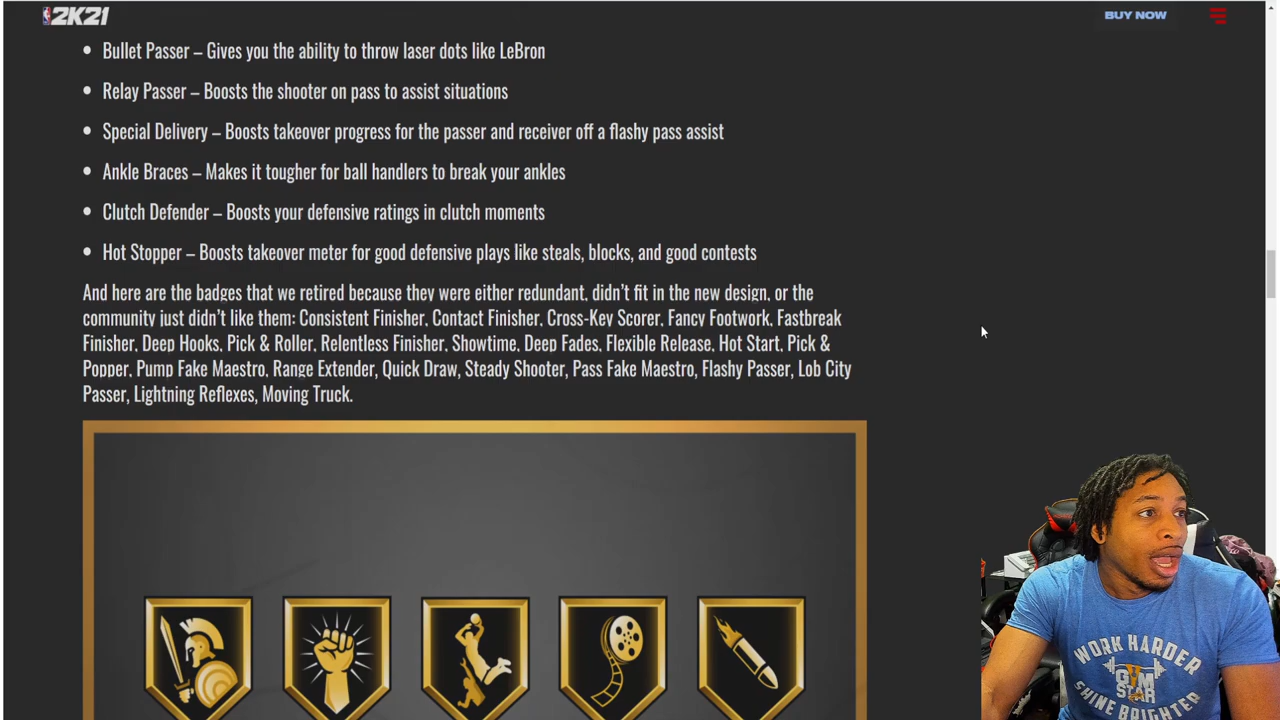 2K21
BUY NOW
Bullet Passer – Gives you the ability to throw laser dots like LeBron
Relay Passer – Boosts the shooter on pass to assist situations
Special Delivery – Boosts takeover progress for the passer and receiver off a flashy pass assist
Ankle Braces – Makes it tougher for ball handlers to break your ankles
Clutch Defender – Boosts your defensive ratings in clutch moments
Hot Stopper – Boosts takeover meter for good defensive plays like steals, blocks, and good contests
And here are the badges that we retired because they were either redundant, didn't fit in the new design, or the
community just didn't like them: Consistent Finisher, Contact Finisher, Cross-Key Scorer, Fancy Footwork, Fastbreak
Finisher, Deep Hooks, Pick & Roller, Relentless Finisher, Showtime, Deep Fades, Flexible Release, Hot Start, Pick &
Popper, Pump Fake Maestro, Range Extender, Quick Draw, Steady Shooter, Pass Fake Maestro, Flashy Passer, Lob City
Passer, Lightning Reflexes, Moving Truck.
WORK HARDER
GYM
STAR
SHINE BRIGHTER